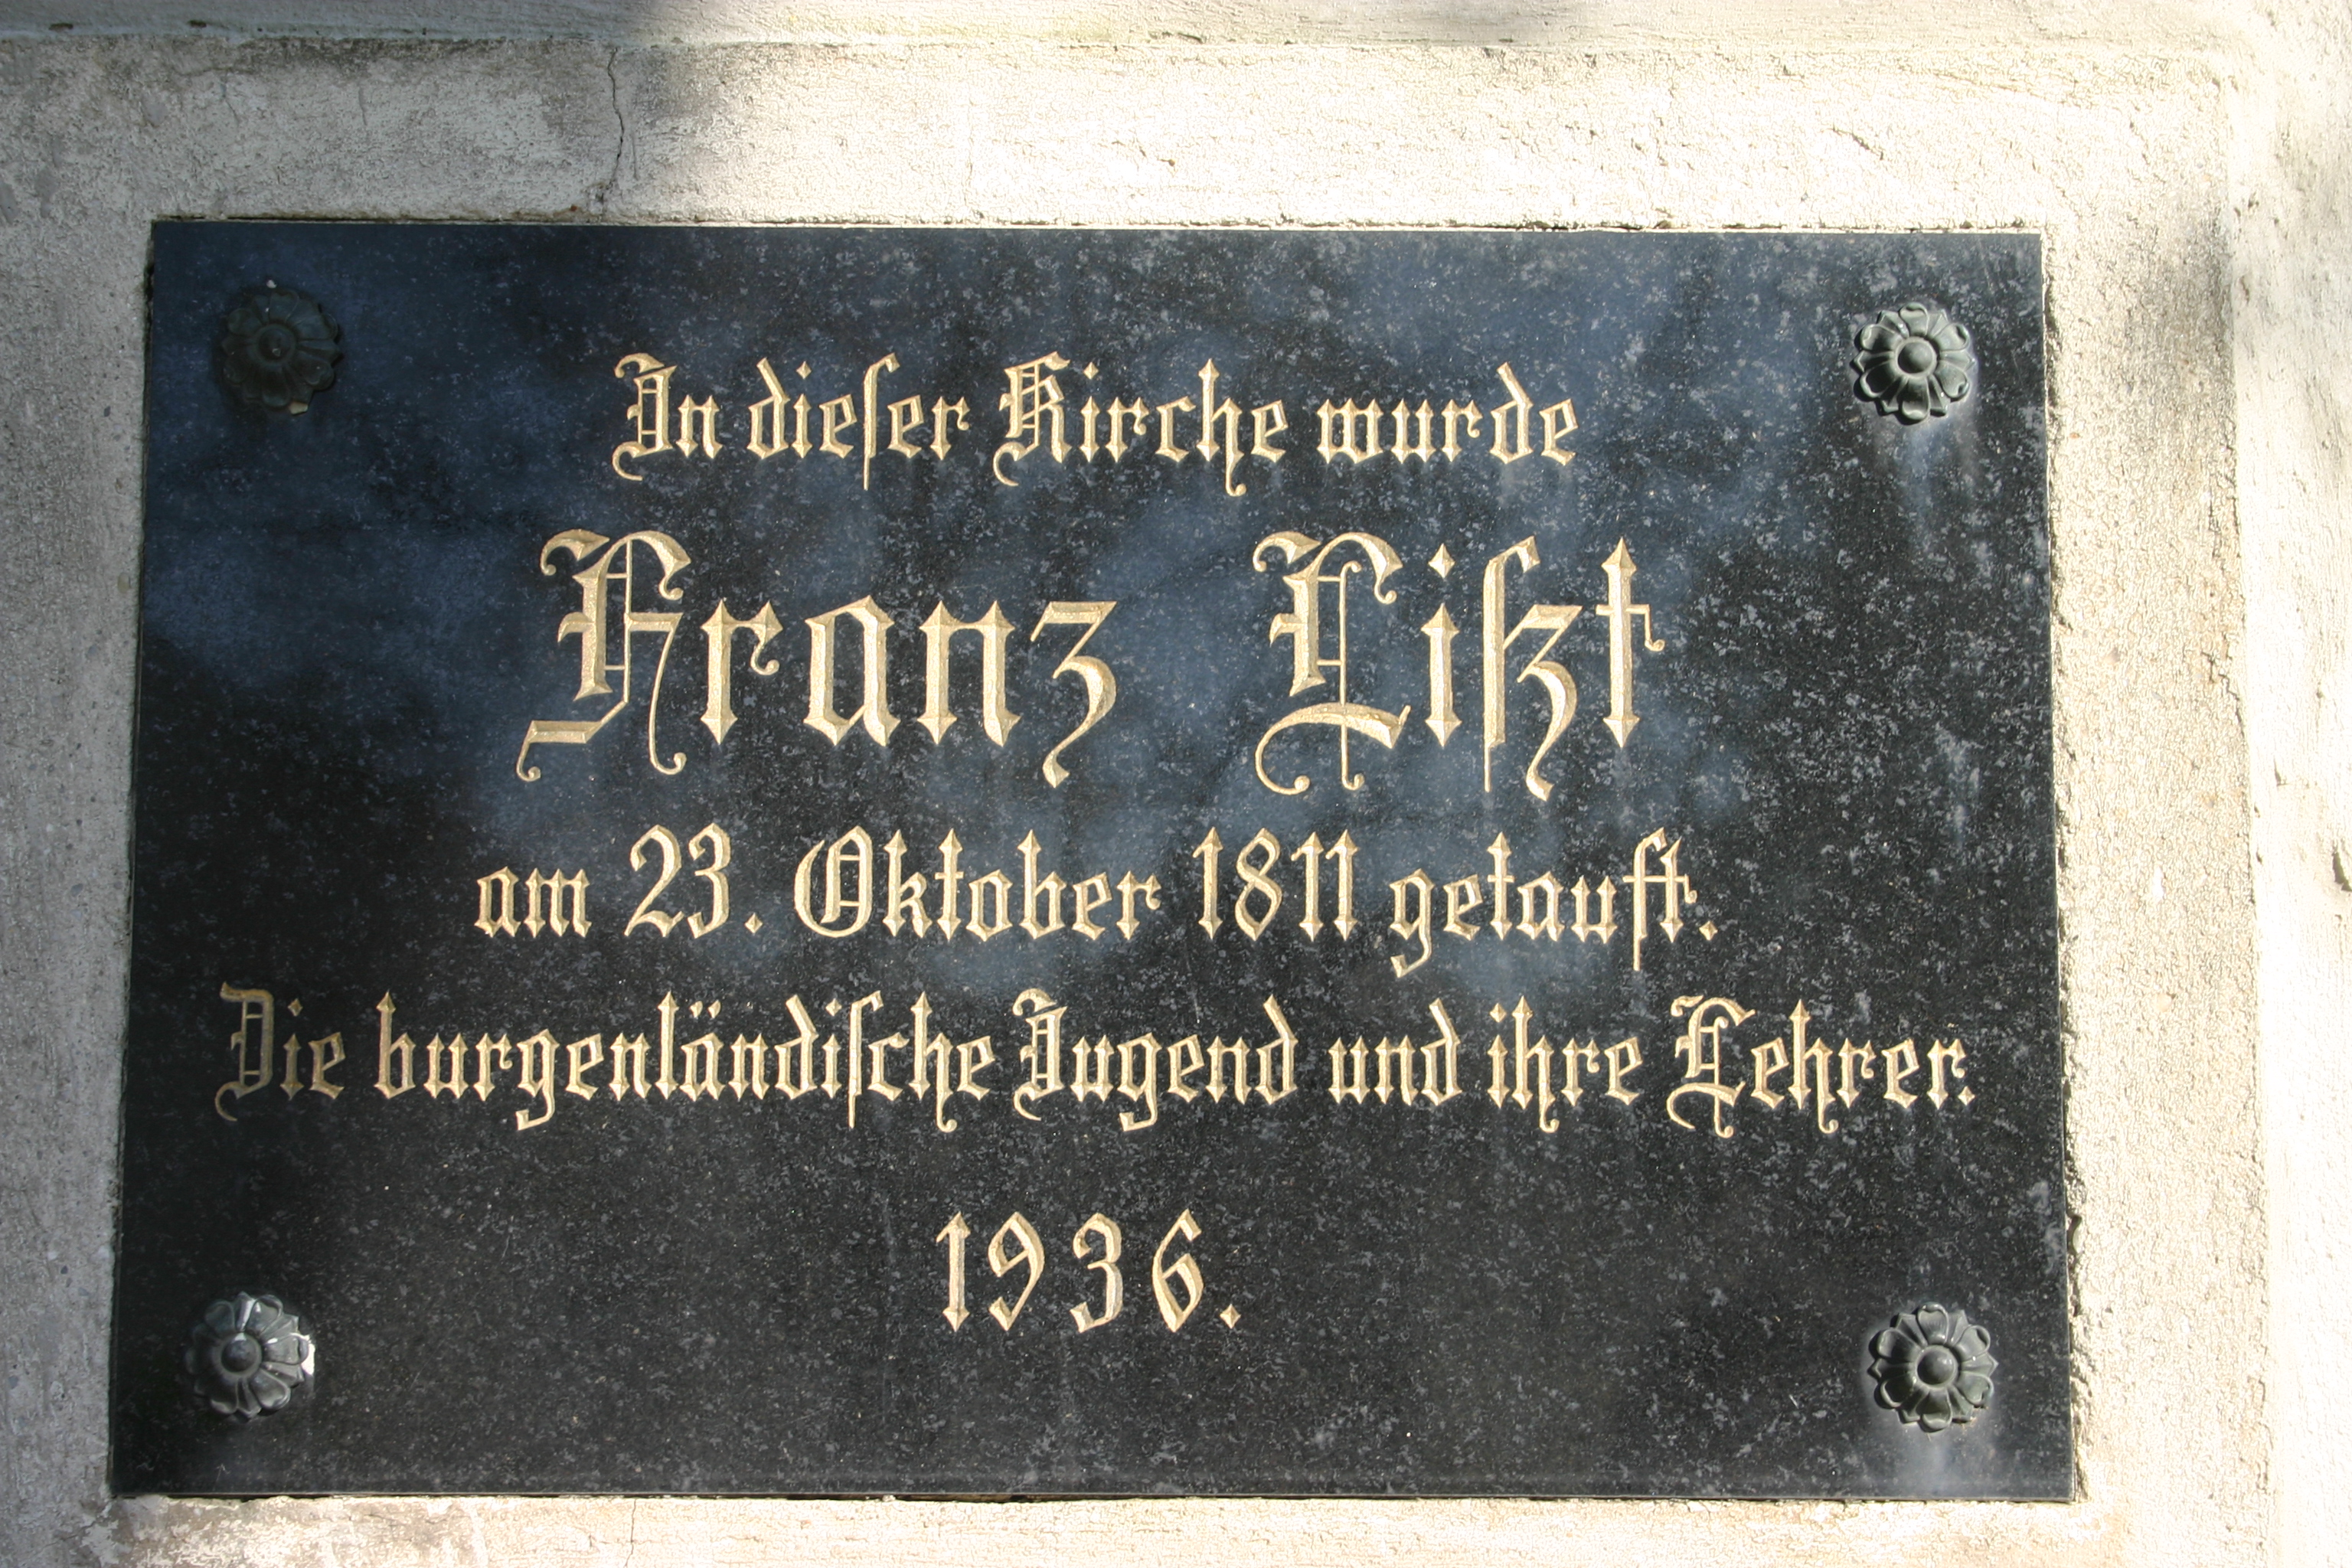 In dieser Kirche wurde
Franz Liszt
am 23. Oktober 1811 getauft.
Die burgenländische Jugend und ihre Lehrer.
1936.